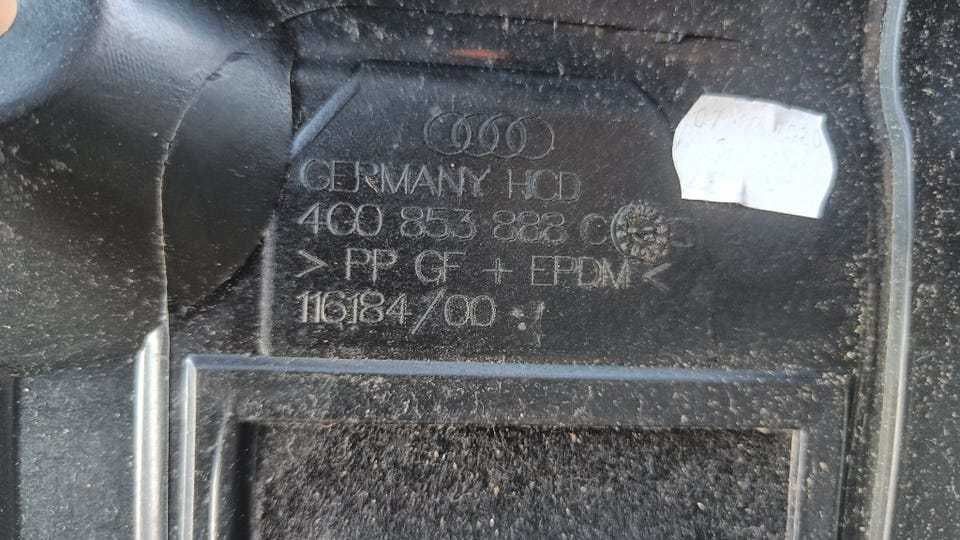 GERMANY HCD
4G0 853 888 C
> PP GF + EPDM <
116184/00